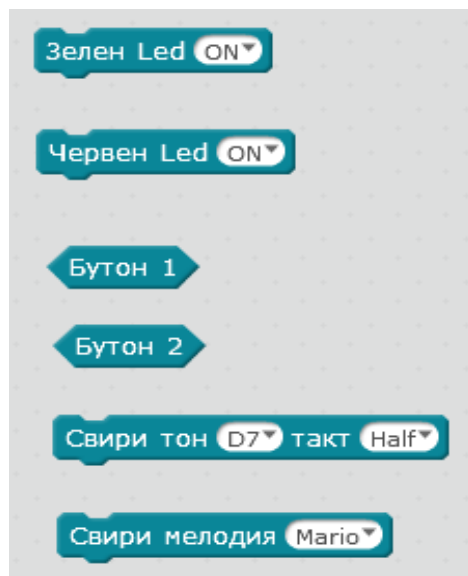 Зелен Led ON
Червен Led ON
Бутон 1
Бутон 2
Свири тон D7 такт Half
Свири мелодия Mario